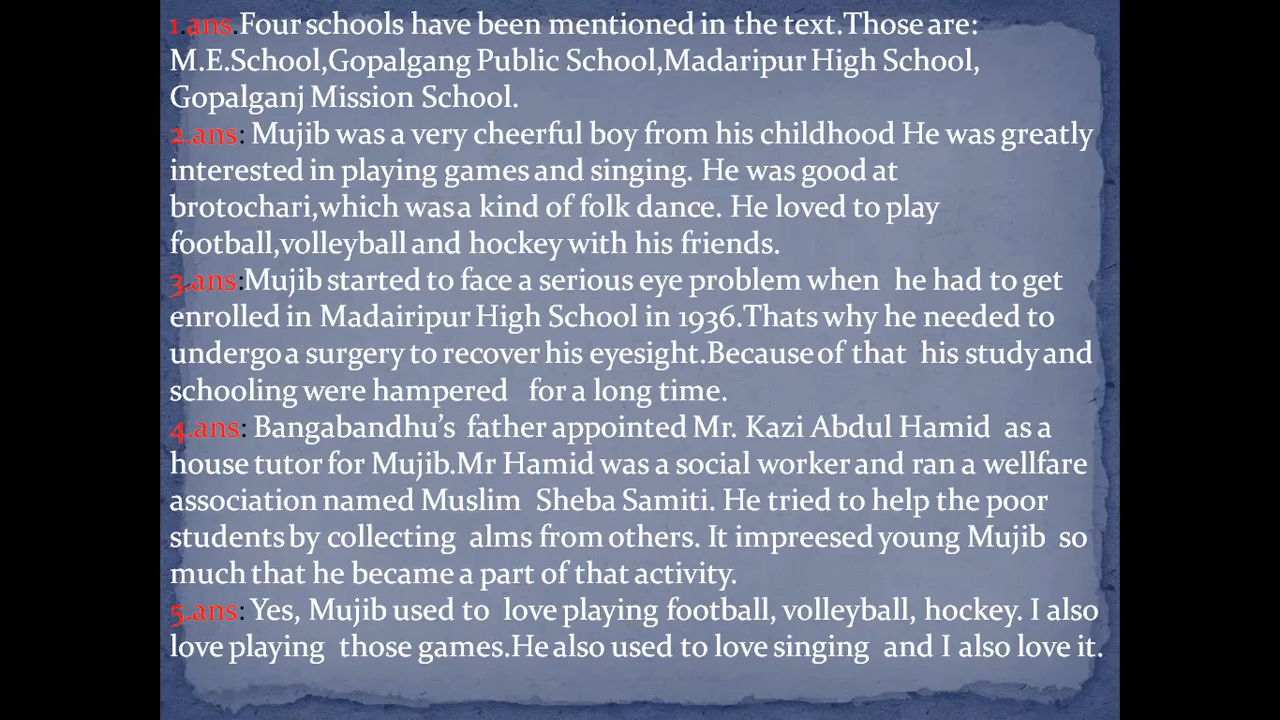 1.ans.Four schools have been mentioned in the text.Those are:
M.E.School,Gopalgang Public School,Madaripur High School,
Gopalganj Mission School.
2.ans: Mujib was a very cheerful boy from his childhood He was greatly
interested in playing games and singing. He was good at
brotochari,which was a kind of folk dance. He loved to play
football,volleyball and hockey with his friends.
3.ans:Mujib started to face a serious eye problem when he had to get
enrolled in Madairipur High School in 1936.Thats why he needed to
undergo a surgery to recover his eyesight.Because of that his study and
schooling were hampered for a long time.
4.ans: Bangabandhu's father appointed Mr. Kazi Abdul Hamid as a
house tutor for Mujib.Mr Hamid was a social worker and ran a wellfare
association named Muslim Sheba Samiti. He tried to help the poor
students by collecting alms from others. It impreesed young Mujib so
much that he became a part of that activity.
5.ans: Yes, Mujib used to love playing football, volleyball, hockey. I also
love playing those games.He also used to love singing and I also love it.